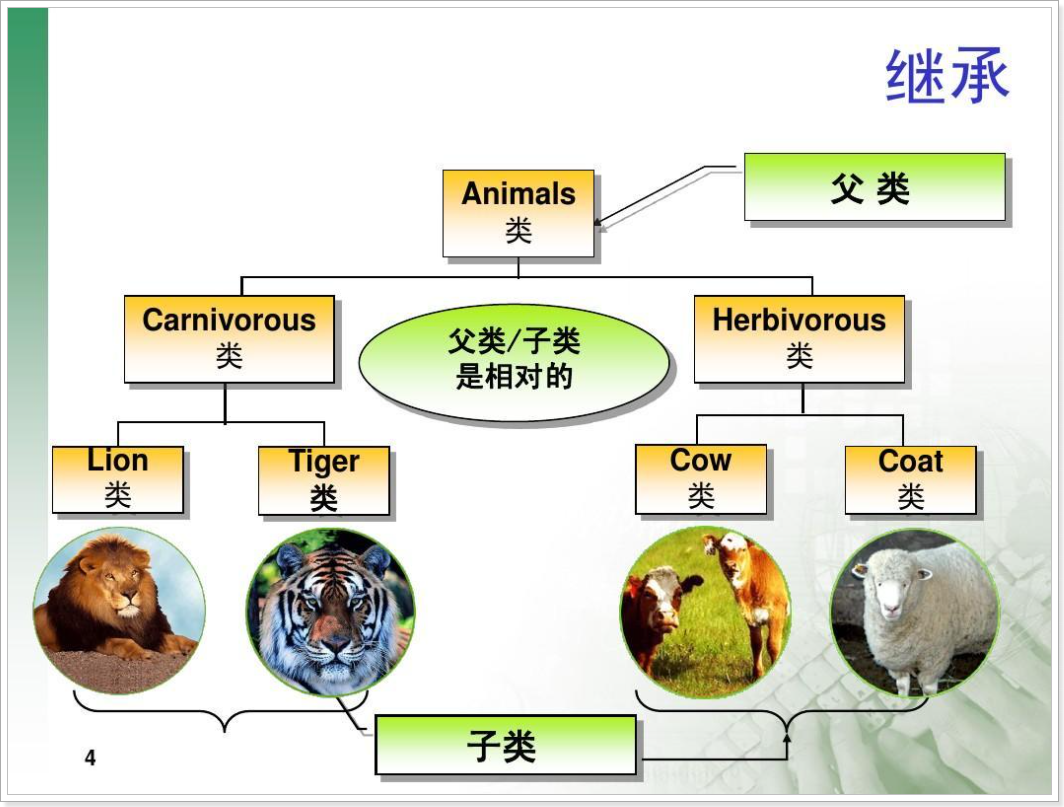 继承
父 类
Animals
类
Carnivorous
类
父类/子类
是相对的
Herbivorous
类
Lion
类
Tiger
类
Cow
类
Coat
类
子类
4